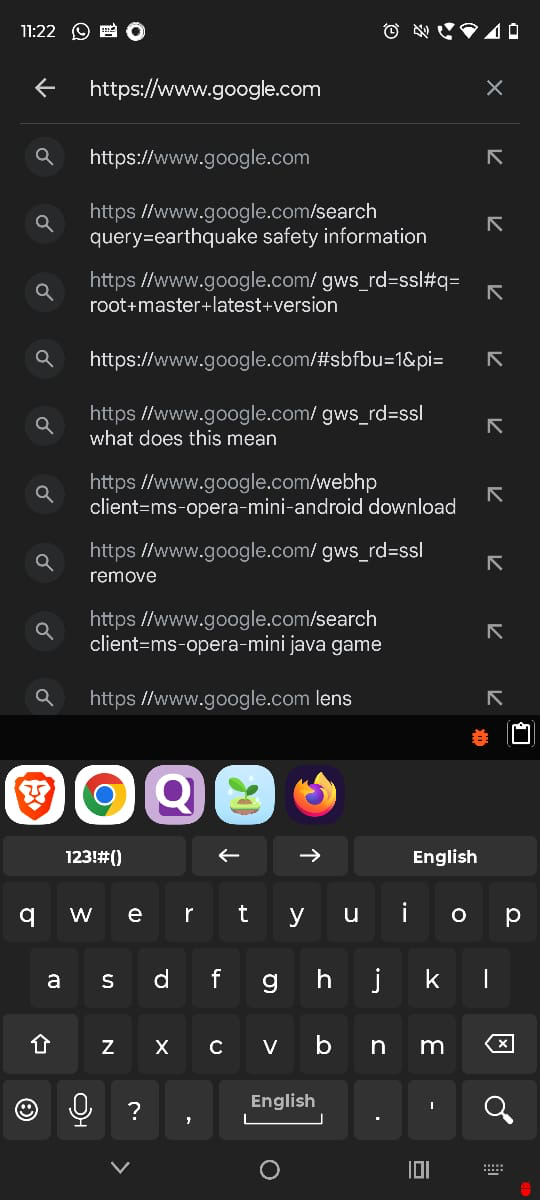 11:22
https://www.google.com
https://www.google.com
https //www.google.com/search
query=earthquake safety information
https //www.google.com/ gws_rd=ssl#q=
root+master+latest+version
https://www.google.com/#sbfbu=1&pi=
https //www.google.com/ gws_rd=ssl
what does this mean
https //www.google.com/webhp
client=ms-opera-mini-android download
https //www.google.com/ gws_rd=ssl
remove
https //www.google.com/search
client=ms-opera-mini java game
https //www.google.com lens
123!#() ← → English
q w e r t y u i o p
a s d f g h j k l
z x c v b n m
? , English . '